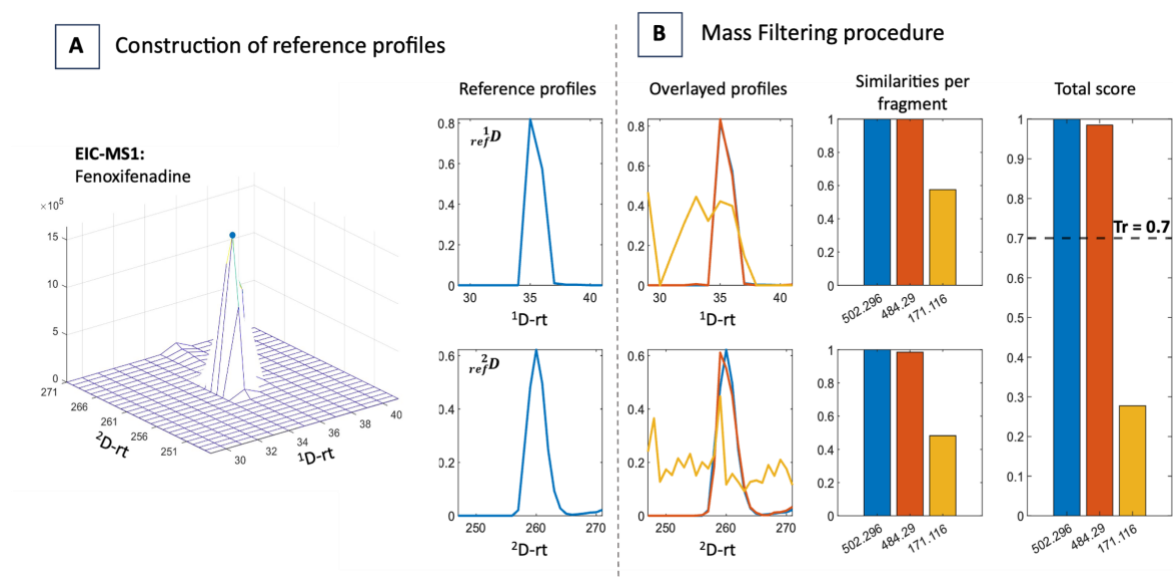 A Construction of reference profiles
EIC-MS1:
Fenoxifenadine
×10⁵
15
10
5
0
271
266
261
256
251
²D-rt
30
32
34
36
38
40
¹D-rt
Reference profiles
ref¹D
0.8
0.6
0.4
0.2
0
30 35 40
ref²D
0.6
0.4
0.2
0
250 260 270
²D-rt
B Mass Filtering procedure
Overlayed profiles
0.8
0.6
0.4
0.2
0
30 35 40
¹D-rt
0.6
0.4
0.2
0
250 260 270
²D-rt
Similarities per
fragment
1
0.8
0.6
0.4
0.2
0
502.296 484.29 171.116
1
0.8
0.6
0.4
0.2
0
502.296 484.29 171.116
Total score
1
0.9
0.8
0.7
0.6
0.5
0.4
0.3
0.2
0.1
0
Tr = 0.7
502.296 484.29 171.116
¹D-rt